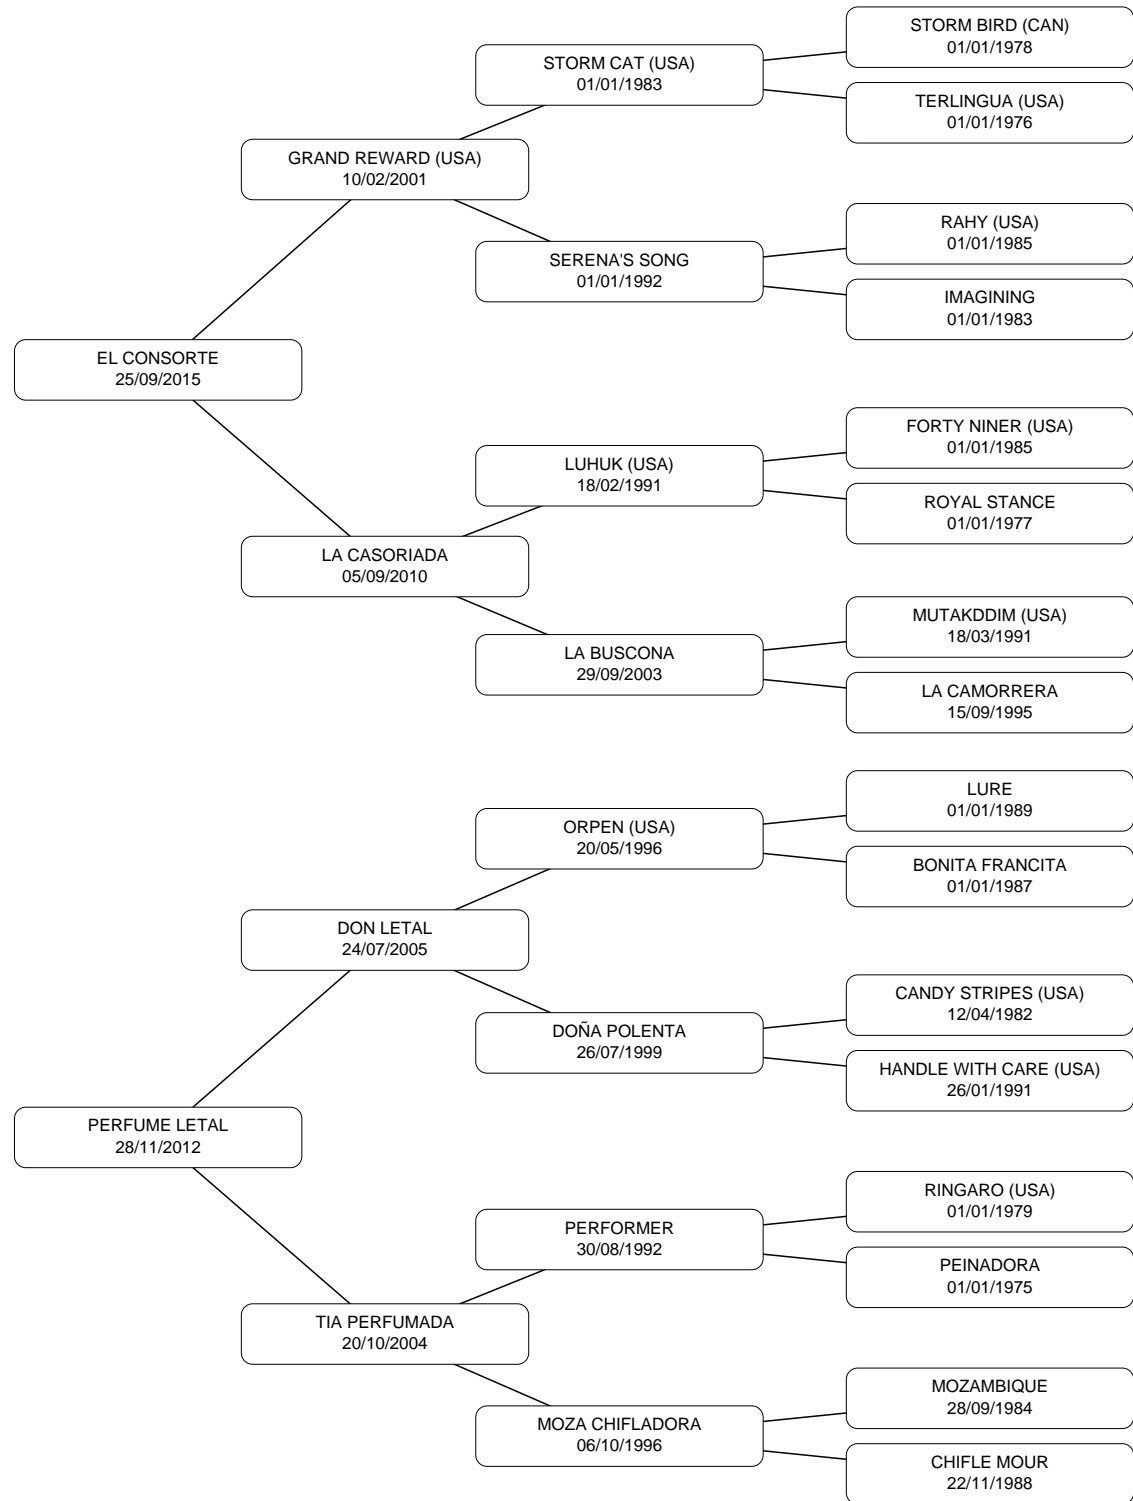 STORM BIRD (CAN)
01/01/1978
STORM CAT (USA)
01/01/1983
TERLINGUA (USA)
01/01/1976
GRAND REWARD (USA)
10/02/2001
RAHY (USA)
01/01/1985
SERENA'S SONG
01/01/1992
IMAGINING
01/01/1983
EL CONSORTE
25/09/2015
FORTY NINER (USA)
01/01/1985
LUHUK (USA)
18/02/1991
ROYAL STANCE
01/01/1977
LA CASORIADA
05/09/2010
MUTAKDDIM (USA)
18/03/1991
LA BUSCONA
29/09/2003
LA CAMORRERA
15/09/1995
LURE
01/01/1989
ORPEN (USA)
20/05/1996
BONITA FRANCITA
01/01/1987
DON LETAL
24/07/2005
CANDY STRIPES (USA)
12/04/1982
DOÑA POLENTA
26/07/1999
HANDLE WITH CARE (USA)
26/01/1991
PERFUME LETAL
28/11/2012
RINGARO (USA)
01/01/1979
PERFORMER
30/08/1992
PEINADORA
01/01/1975
TIA PERFUMADA
20/10/2004
MOZAMBIQUE
28/09/1984
MOZA CHIFLADORA
06/10/1996
CHIFLE MOUR
22/11/1988